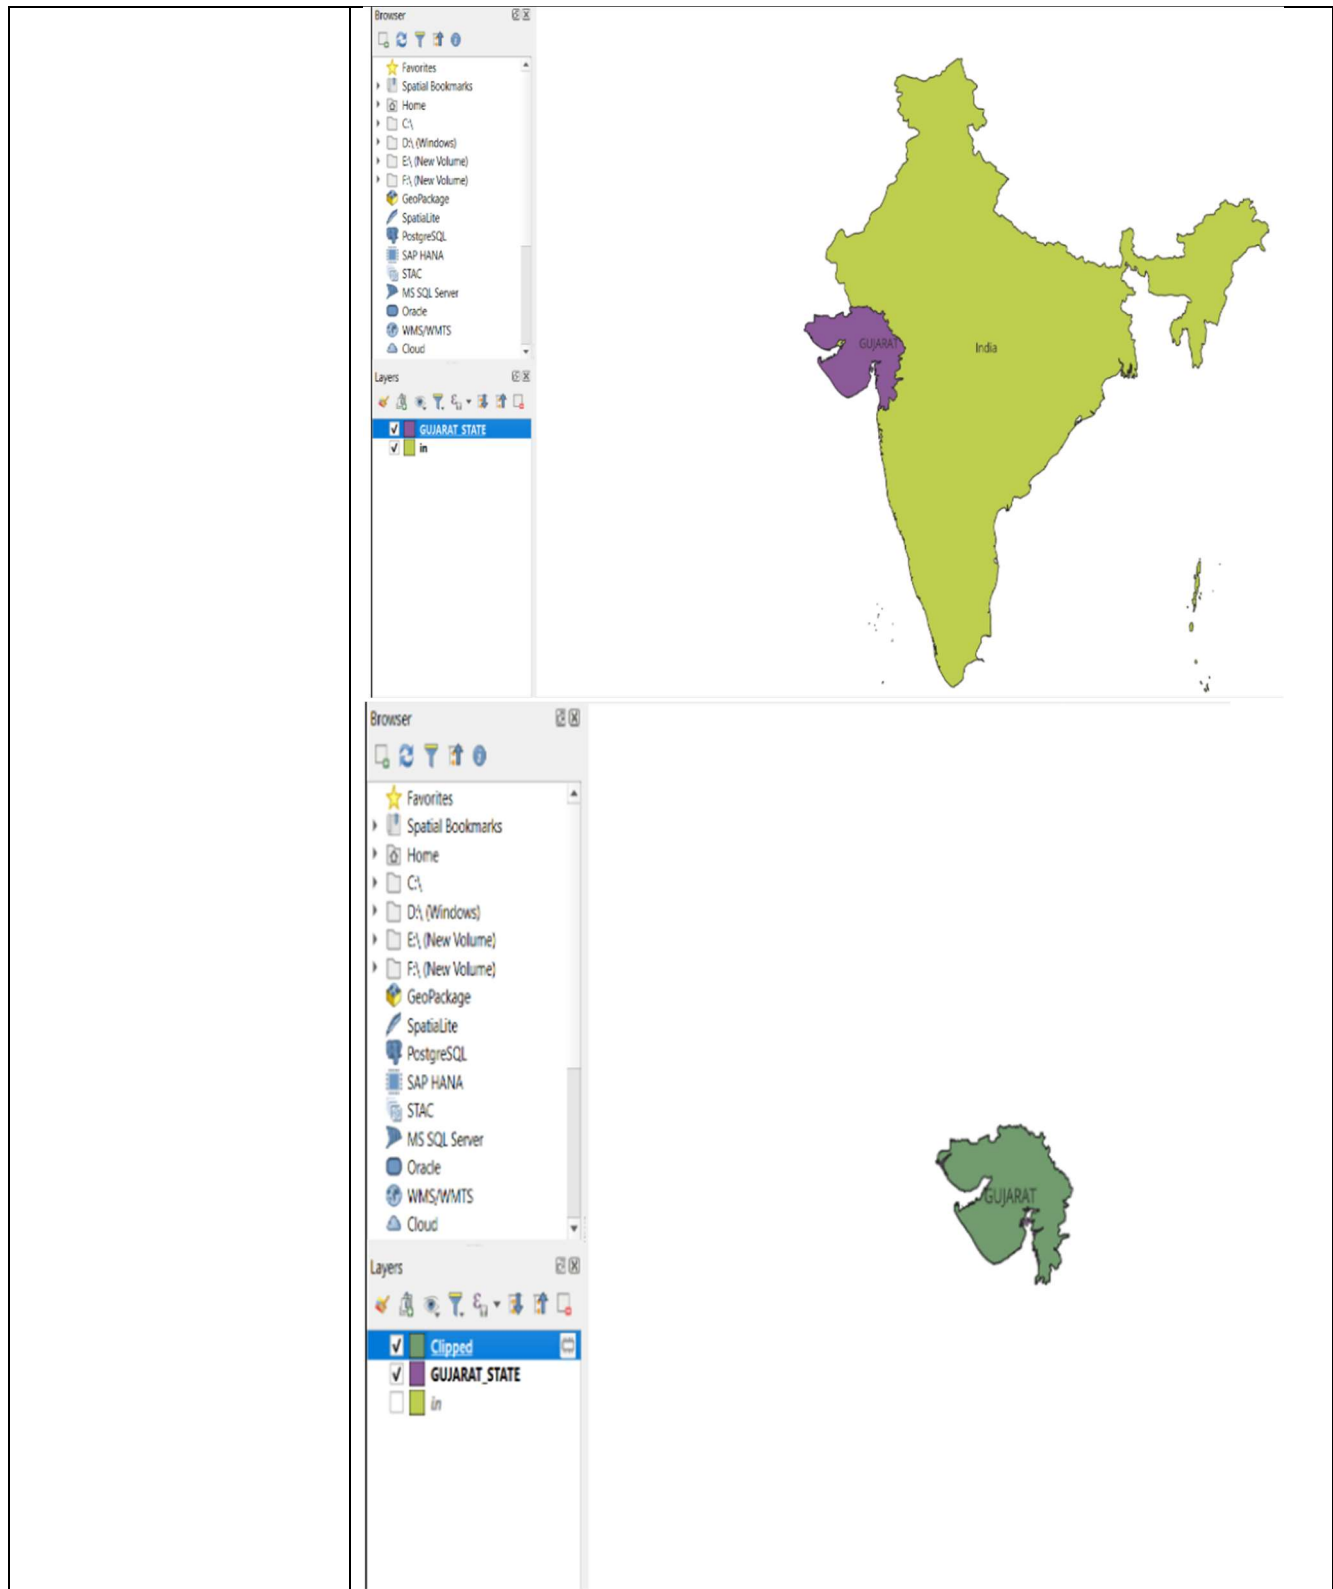 Browser
Favorites
Spatial Bookmarks
Home
C:\
D:\ (Windows)
E:\ (New Volume)
F:\ (New Volume)
GeoPackage
SpatiaLite
PostgreSQL
SAP HANA
STAC
MS SQL Server
Oracle
WMS/WMTS
Cloud
Layers
GUJARAT_STATE
in
GUJARAT
India
Browser
Favorites
Spatial Bookmarks
Home
C:\
D:\ (Windows)
E:\ (New Volume)
F:\ (New Volume)
GeoPackage
SpatiaLite
PostgreSQL
SAP HANA
STAC
MS SQL Server
Oracle
WMS/WMTS
Cloud
Layers
Clipped
GUJARAT_STATE
in
GUJARAT